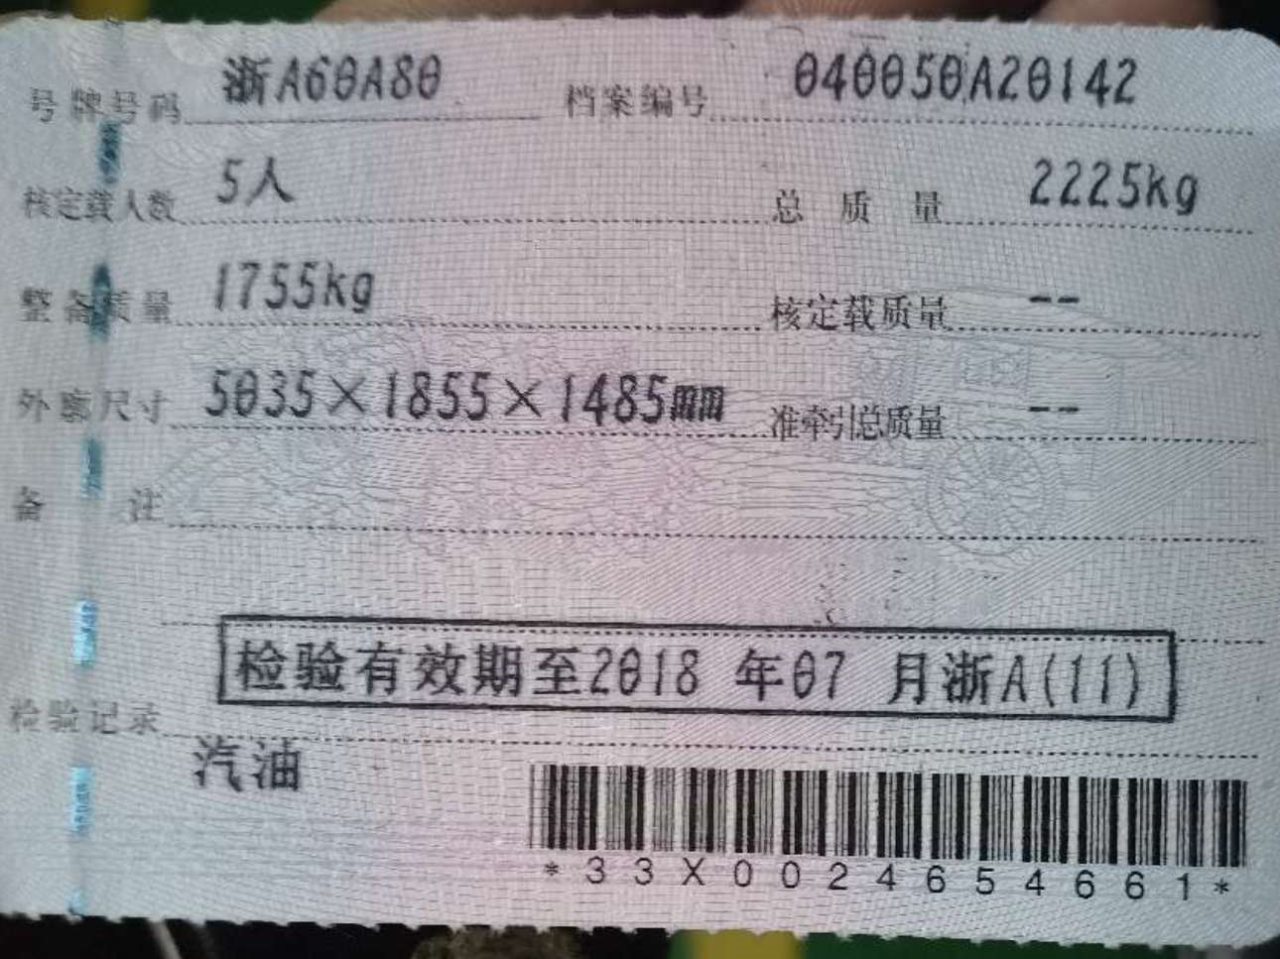 号牌号码 浙A60A80 档案编号 040050A20142
核定载人数 5人 总质量 2225kg
整备质量 1755kg 核定载质量 --
外廓尺寸 5035×1855×1485mm 准牵引总质量 --
备注
检验有效期至2018 年07 月浙A(11)
检验记录
汽油
*33X0024654661*